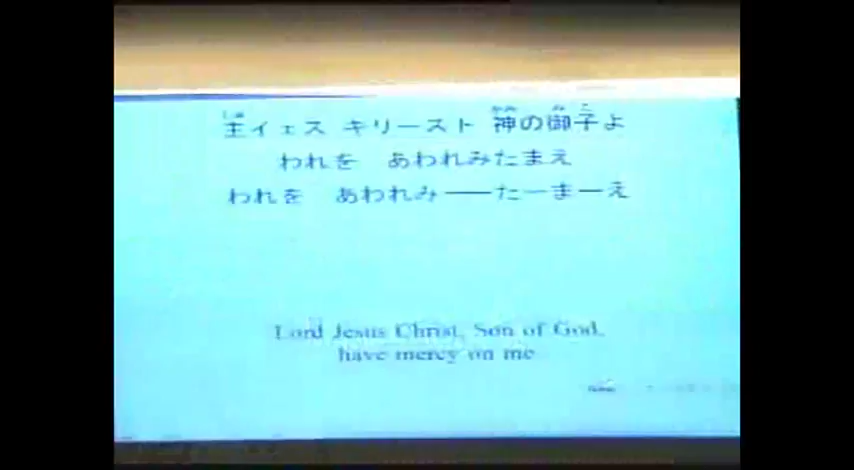 主イェス キリースト 神の御子よ
われを あわれみたまえ
われを あわれみ――たーまーえ
Lord Jesus Christ, Son of God,
have mercy on me